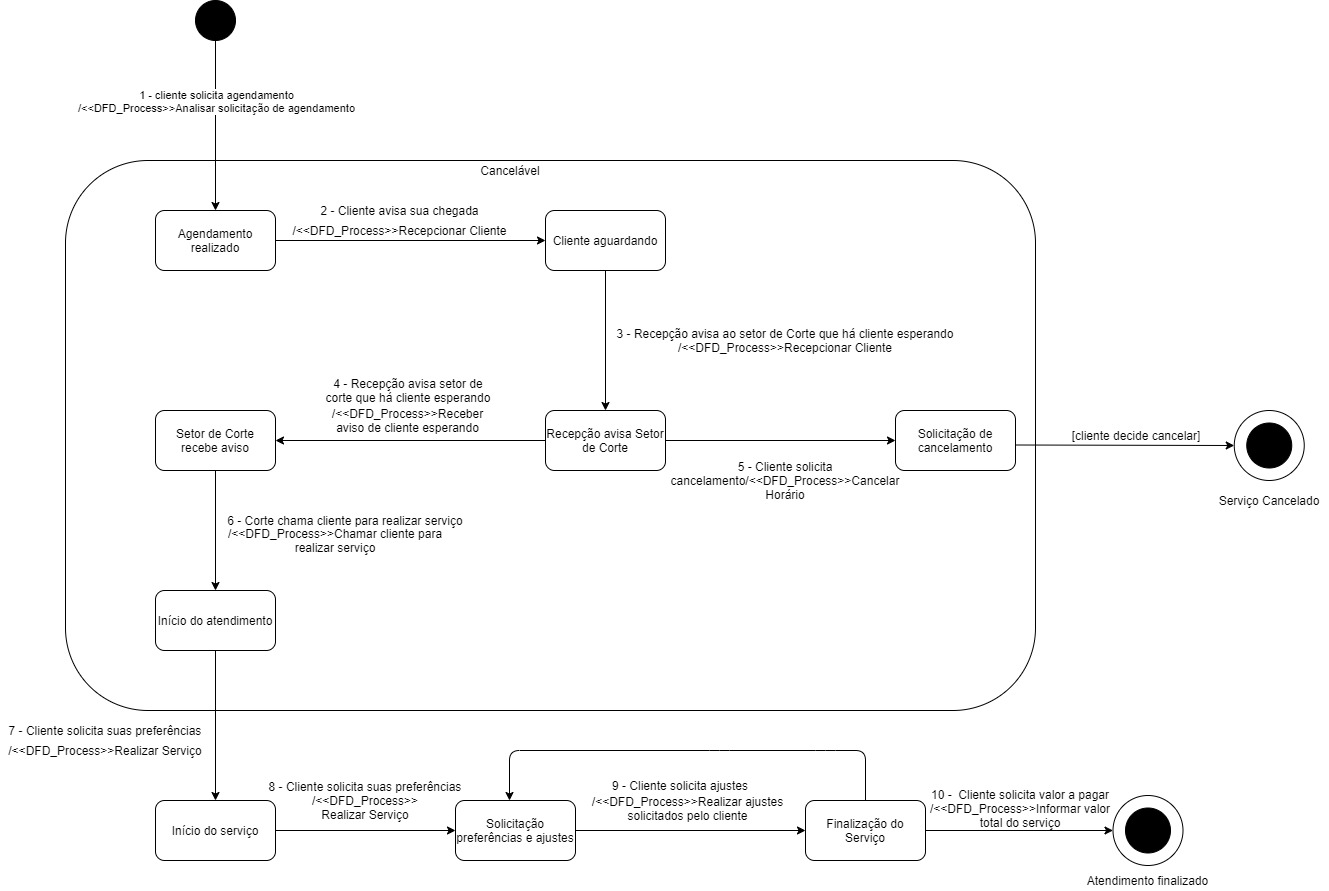 1 - cliente solicita agendamento
/<<DFD_Process>>Analisar solicitação de agendamento
Cancelável
Agendamento
realizado
2 - Cliente avisa sua chegada
/<<DFD_Process>>Recepcionar Cliente
Cliente aguardando
3 - Recepção avisa ao setor de Corte que há cliente esperando
/<<DFD_Process>>Recepcionar Cliente
4 - Recepção avisa setor de
corte que há cliente esperando
/<<DFD_Process>>Receber
aviso de cliente esperando
Setor de Corte
recebe aviso
Recepção avisa Setor
de Corte
Solicitação de
cancelamento
[cliente decide cancelar]
Serviço Cancelado
5 - Cliente solicita
cancelamento/<<DFD_Process>>Cancelar
Horário
6 - Corte chama cliente para realizar serviço
/<<DFD_Process>>Chamar cliente para
realizar serviço
Início do atendimento
7 - Cliente solicita suas preferências
/<<DFD_Process>>Realizar Serviço
Início do serviço
8 - Cliente solicita suas preferências
/<<DFD_Process>>
Realizar Serviço
Solicitação
preferências e ajustes
9 - Cliente solicita ajustes
/<<DFD_Process>>Realizar ajustes
solicitados pelo cliente
Finalização do
Serviço
10 - Cliente solicita valor a pagar
/<<DFD_Process>>Informar valor
total do serviço
Atendimento finalizado